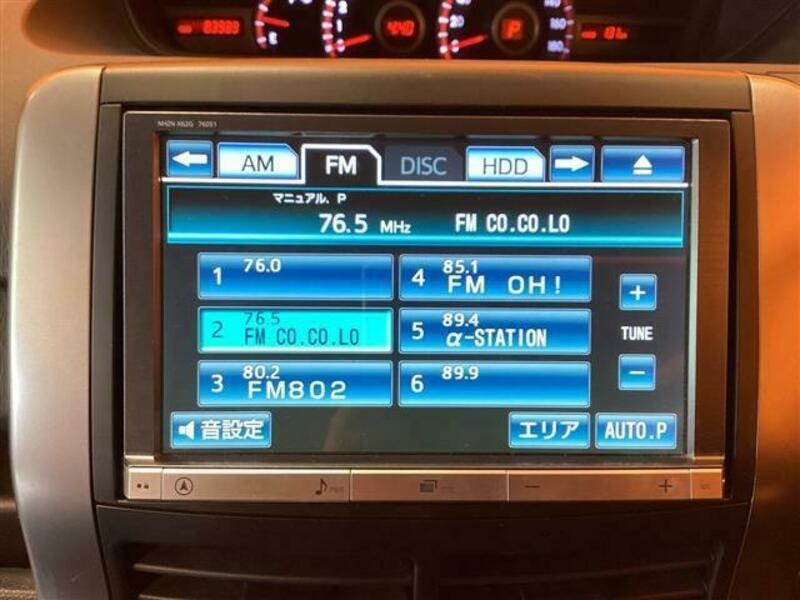 NHZN-X62G 76051
AM FM DISC HDD
マニュアル. P
76.5 MHz FM CO.CO.LO
1 76.0
2 76.5 FM CO.CO.LO
3 80.2 FM802
4 85.1 FM OH!
5 89.4 α-STATION
6 89.9
+
TUNE
−
音設定 エリア AUTO.P
− +